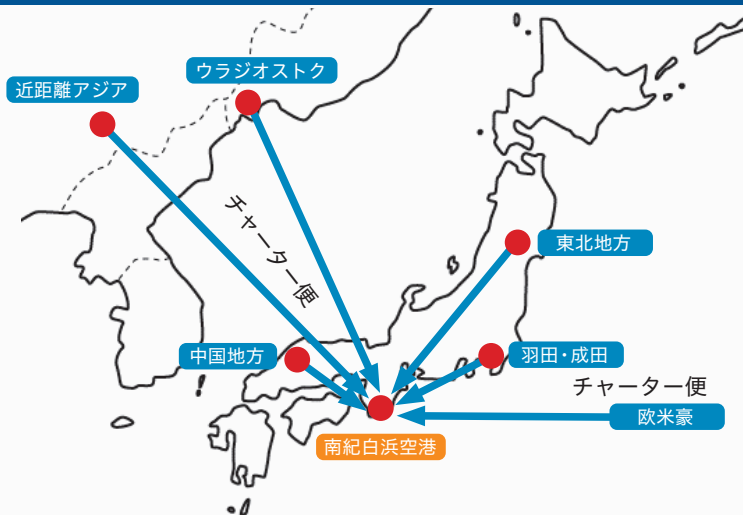 ウラジオストク
近距離アジア
チャーター便
東北地方
中国地方
羽田・成田
チャーター便
欧米豪
南紀白浜空港